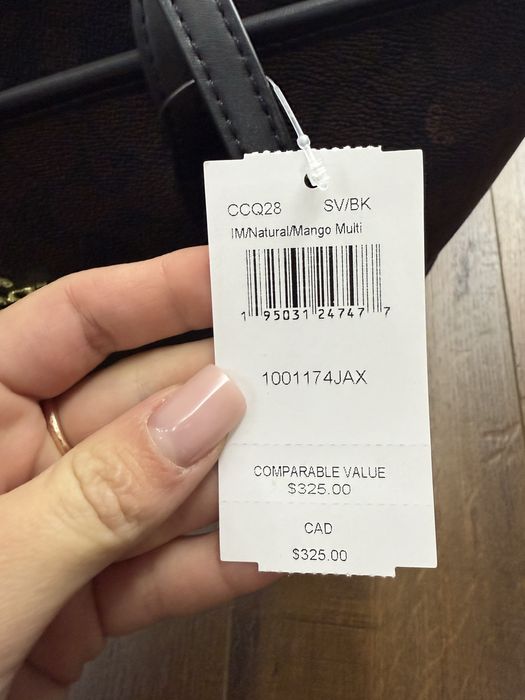 CCQ28 SV/BK
IM/Natural/Mango Multi
1 95031 24747 7
1001174JAX
COMPARABLE VALUE
$325.00
CAD
$325.00